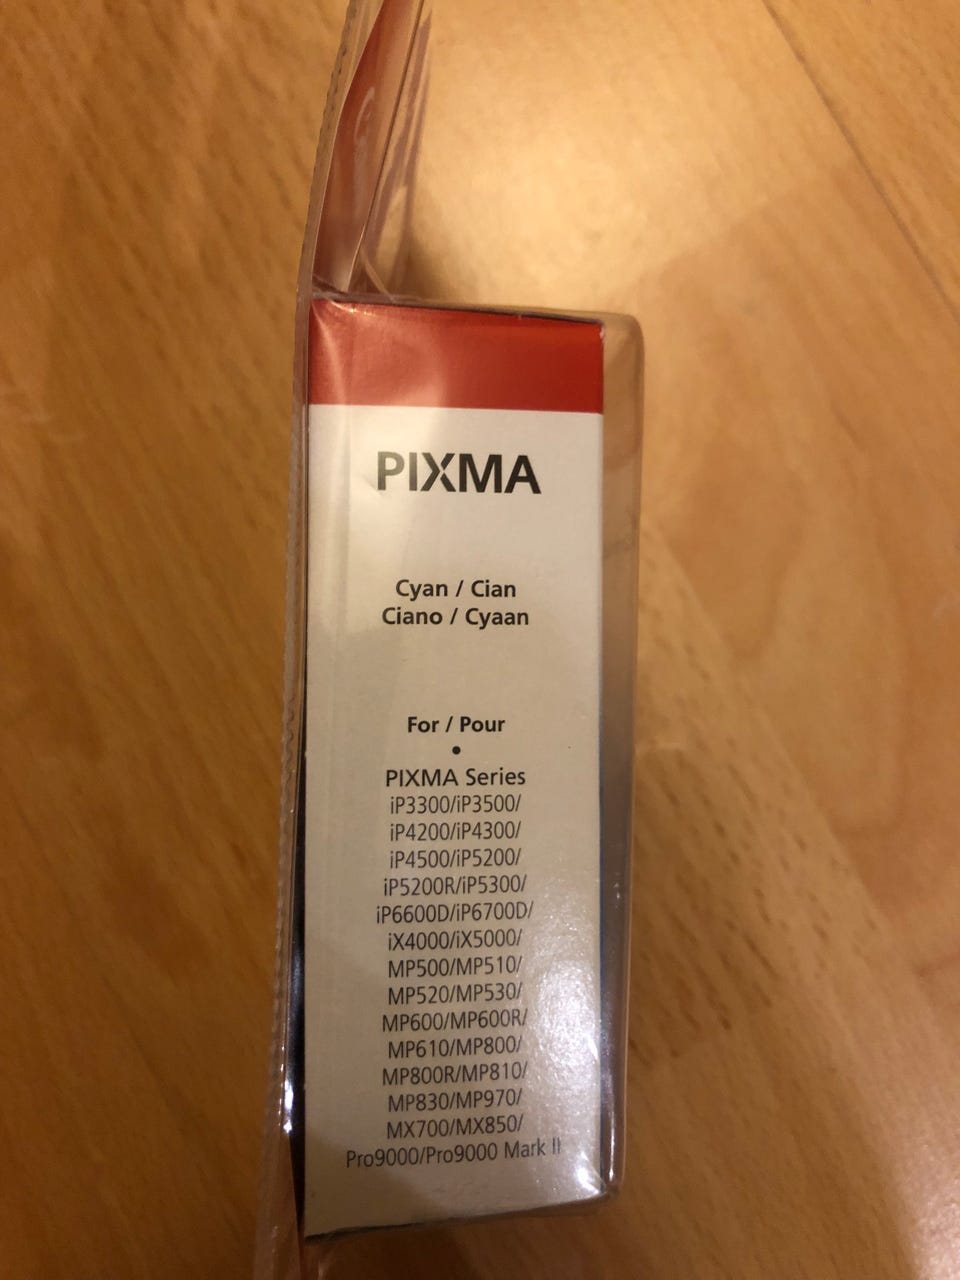 PIXMA
Cyan / Cian
Ciano / Cyaan
For / Pour
•
PIXMA Series
iP3300/iP3500/
iP4200/iP4300/
iP4500/iP5200/
iP5200R/iP5300/
iP6600D/iP6700D/
iX4000/iX5000/
MP500/MP510/
MP520/MP530/
MP600/MP600R/
MP610/MP800/
MP800R/MP810/
MP830/MP970/
MX700/MX850/
Pro9000/Pro9000 Mark II